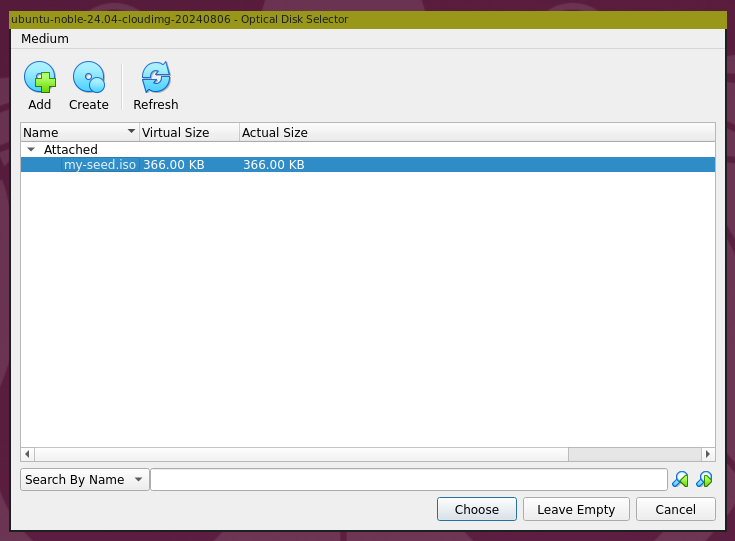 ubuntu-noble-24.04-cloudimg-20240806 - Optical Disk Selector
Medium
Add Create Refresh
Name Virtual Size Actual Size
Attached
my-seed.iso 366.00 KB 366.00 KB
Search By Name
Choose Leave Empty Cancel